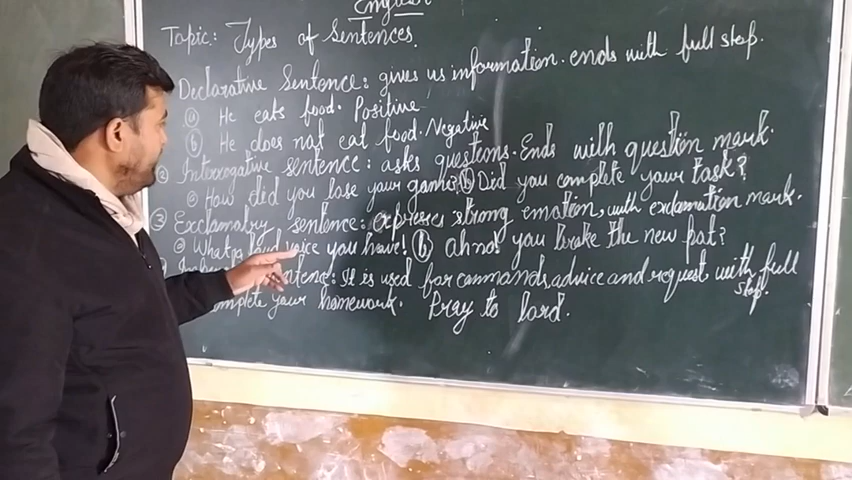 English
Topic: Types of Sentences.
Declarative Sentence: gives us information. ends with full stop.
ⓐ He eats food. Positive
ⓑ He does not eat food. Negative
② Interrogative sentence: asks questions. Ends with question mark.
ⓐ How did you lose your game? ⓑ Did you complete your task?
③ Exclamatry sentence: expresses strong emotion, with exclamation mark.
ⓐ What a loud voice you have! ⓑ Ah no! you brake the new pot?
It is used for commands, advice and request with full
stop.
your homework. Pray to lord.